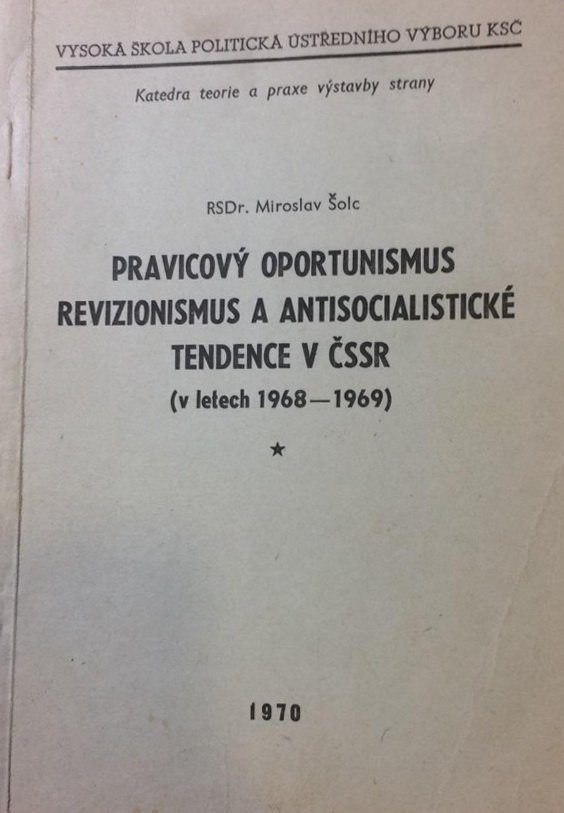 VYSOKÁ ŠKOLA POLITICKÁ ÚSTŘEDNÍHO VÝBORU KSČ
Katedra teorie a praxe výstavby strany
RSDr. Miroslav Šolc
PRAVICOVÝ OPORTUNISMUS
REVIZIONISMUS A ANTISOCIALISTICKÉ
TENDENCE V ČSSR
(v letech 1968—1969)
★
1970